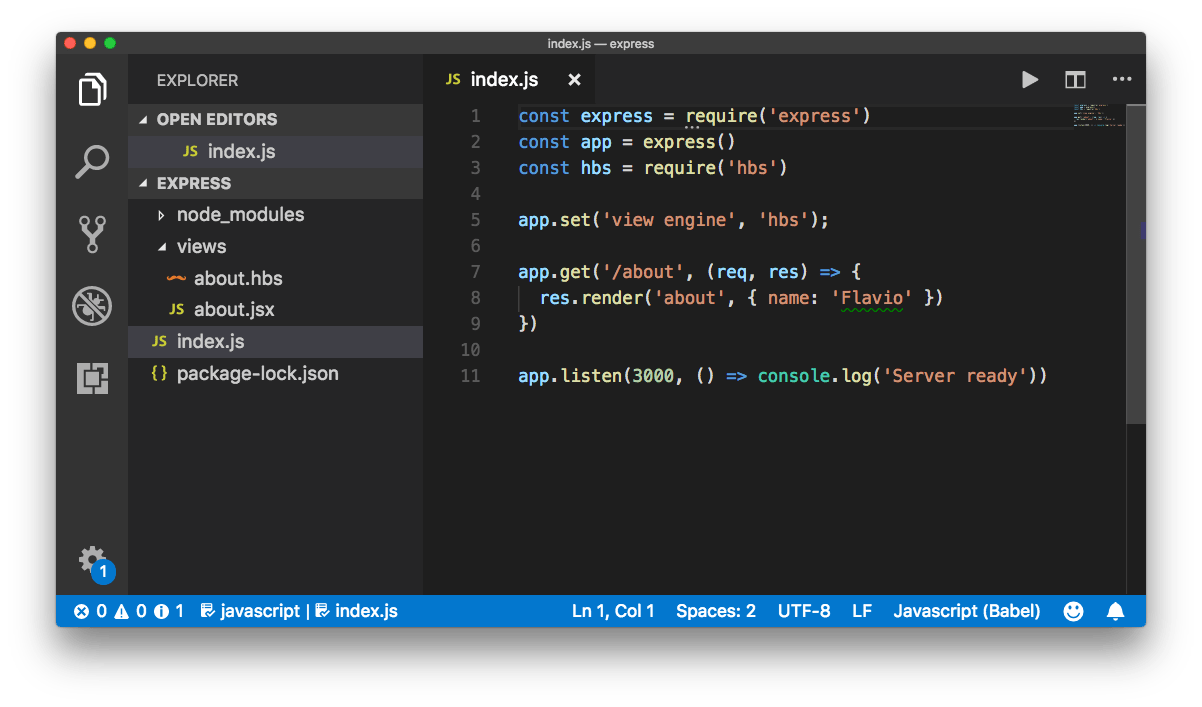 index.js — express
EXPLORER
OPEN EDITORS
JS index.js
EXPRESS
node_modules
views
about.hbs
JS about.jsx
JS index.js
{} package-lock.json
JS index.js
1 const express = require('express')
2 const app = express()
3 const hbs = require('hbs')
4
5 app.set('view engine', 'hbs');
6
7 app.get('/about', (req, res) => {
8 res.render('about', { name: 'Flavio' })
9 })
10
11 app.listen(3000, () => console.log('Server ready'))
1
0 0 1 javascript | index.js
Ln 1, Col 1 Spaces: 2 UTF-8 LF Javascript (Babel)